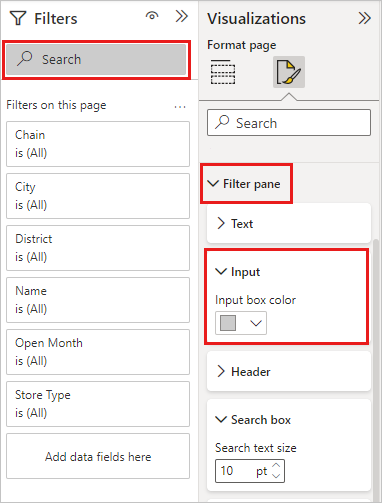 Filters
Search
Filters on this page
...
Chain
is (All)
City
is (All)
District
is (All)
Name
is (All)
Open Month
is (All)
Store Type
is (All)
Add data fields here
Visualizations
Format page
Search
Filter pane
Text
Input
Input box color
Header
Search box
Search text size
10 pt